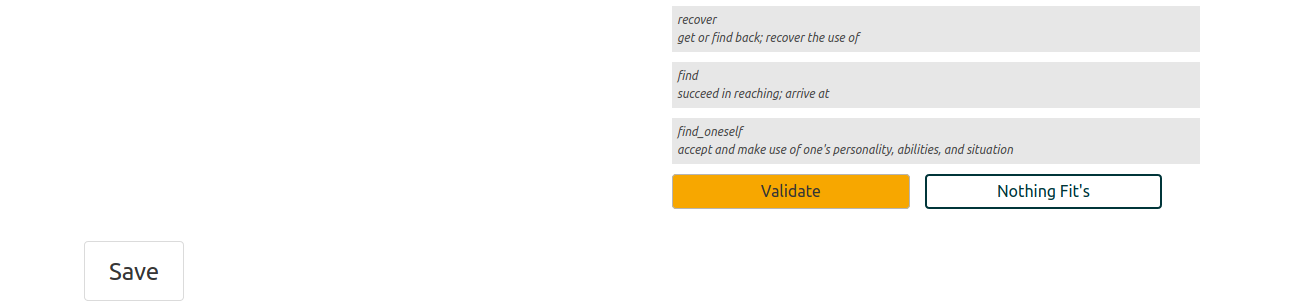 recover
get or find back; recover the use of
find
succeed in reaching; arrive at
find_oneself
accept and make use of one's personality, abilities, and situation
Validate
Nothing Fit's
Save